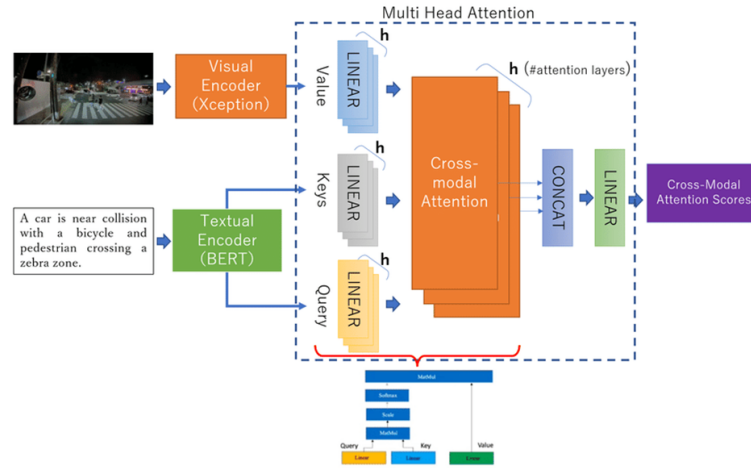 Multi Head Attention
Visual
Encoder
(Xception)
Value
LINEAR
h
h (#attention layers)
A car is near collision
with a bicycle and
pedestrian crossing a
zebra zone.
Textual
Encoder
(BERT)
Keys
LINEAR
h
Query
LINEAR
h
Cross-
modal
Attention
CONCAT
LINEAR
Cross-Modal
Attention Scores
MatMul
Softmax
Scale
MatMul
Query
Key
Value
Linear
Linear
Linear